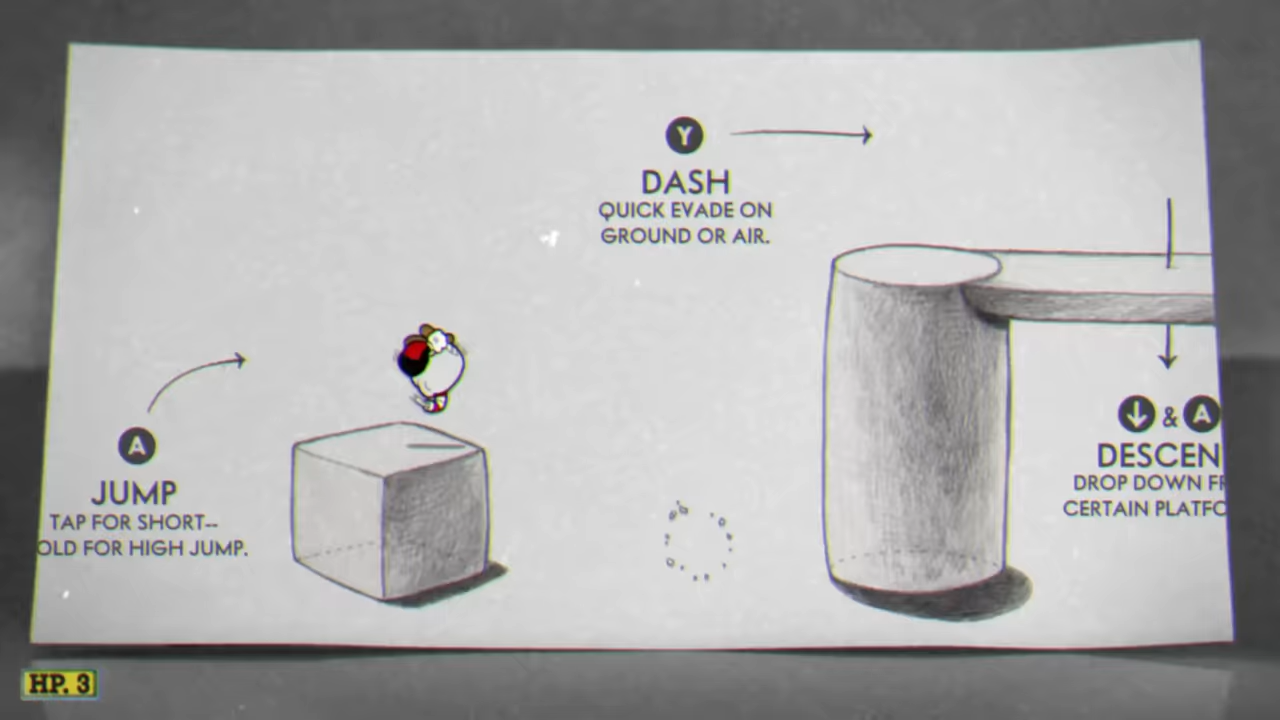 Y
DASH
QUICK EVADE ON
GROUND OR AIR.
A
JUMP
TAP FOR SHORT--
OLD FOR HIGH JUMP.
↓ & A
DESCEN
DROP DOWN FR
CERTAIN PLATFO
HP. 3